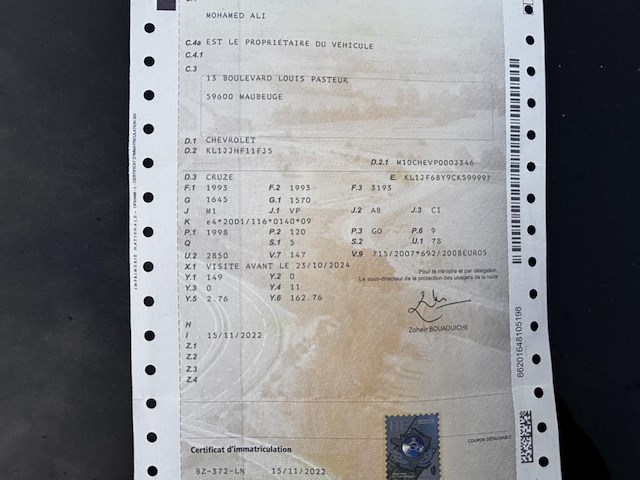 MOHAMED ALI
C.4a EST LE PROPRIÉTAIRE DU VÉHICULE
C.4.1
C.3
13 BOULEVARD LOUIS PASTEUR
59600 MAUBEUGE
D.1 CHEVROLET
D.2 KL1JJHF11FJ5
D.2.1 M10CHEVP000J346
D.3 CRUZE E. KL1JF68Y9CK599997
F.1 1993 F.2 1993 F.3 3193
G 1645 G.1 1570
J M1 J.1 VP J.2 AB J.3 CI
K e4*2001/116*0140*09
P.1 1998 P.2 120 P.3 GO P.6 9
Q S.1 5 S.2 U.1 78
U.2 2850 V.7 147 V.9 715/2007*692/2008EURO5
X.1 VISITE AVANT LE 23/10/2024
Y.1 149 Y.2 0
Y.3 0 Y.4 11
Y.5 2.76 Y.6 162.76
Pour le ministre et par délégation,
Le sous-directeur de la protection des usagers de la route
Zoheir BOUAOUICHE
H
I 15/11/2022
Z.1
Z.2
Z.3
Z.4
86201648105198
COUPON DÉTACHABLE
Certificat d'immatriculation
BZ-372-LN 15/11/2022